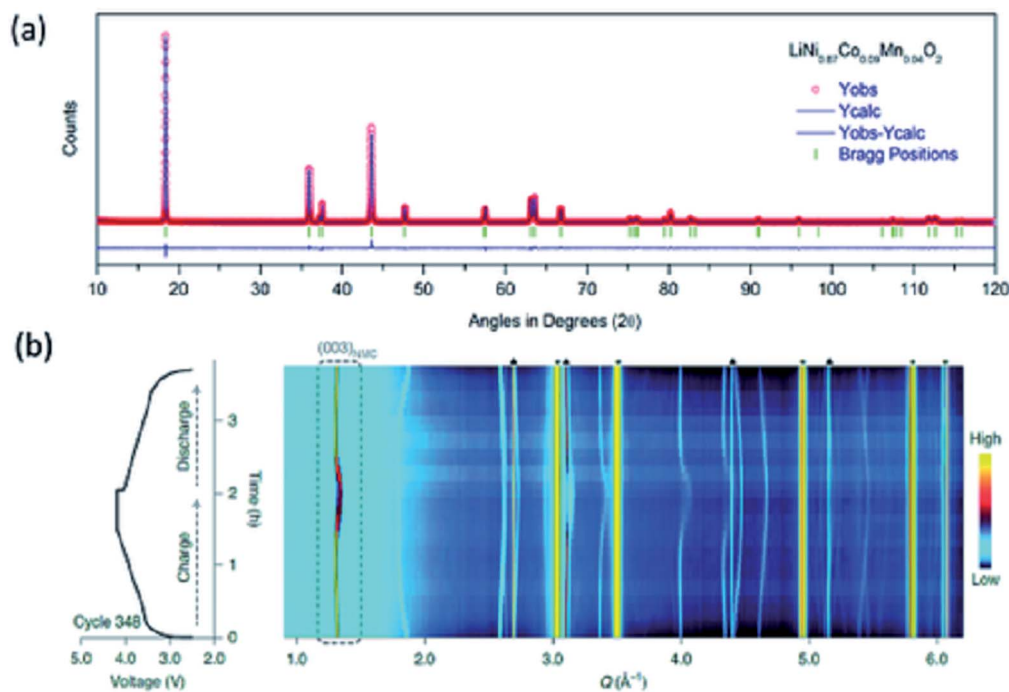 (a)
LiNi₀.₈₇Co₀.₀₉Mn₀.₀₄O₂
Yobs
Ycalc
Yobs-Ycalc
Bragg Positions
Counts
10 20 30 40 50 60 70 80 90 100 110 120
Angles in Degrees (2θ)
(b)
(003)NMC
Discharge
Charge
Cycle 348
3
2
1
0
Time (h)
5.0 4.0 3.0 2.0
Voltage (V)
1.0 2.0 3.0 4.0 5.0 6.0
Q (Å⁻¹)
High
Low